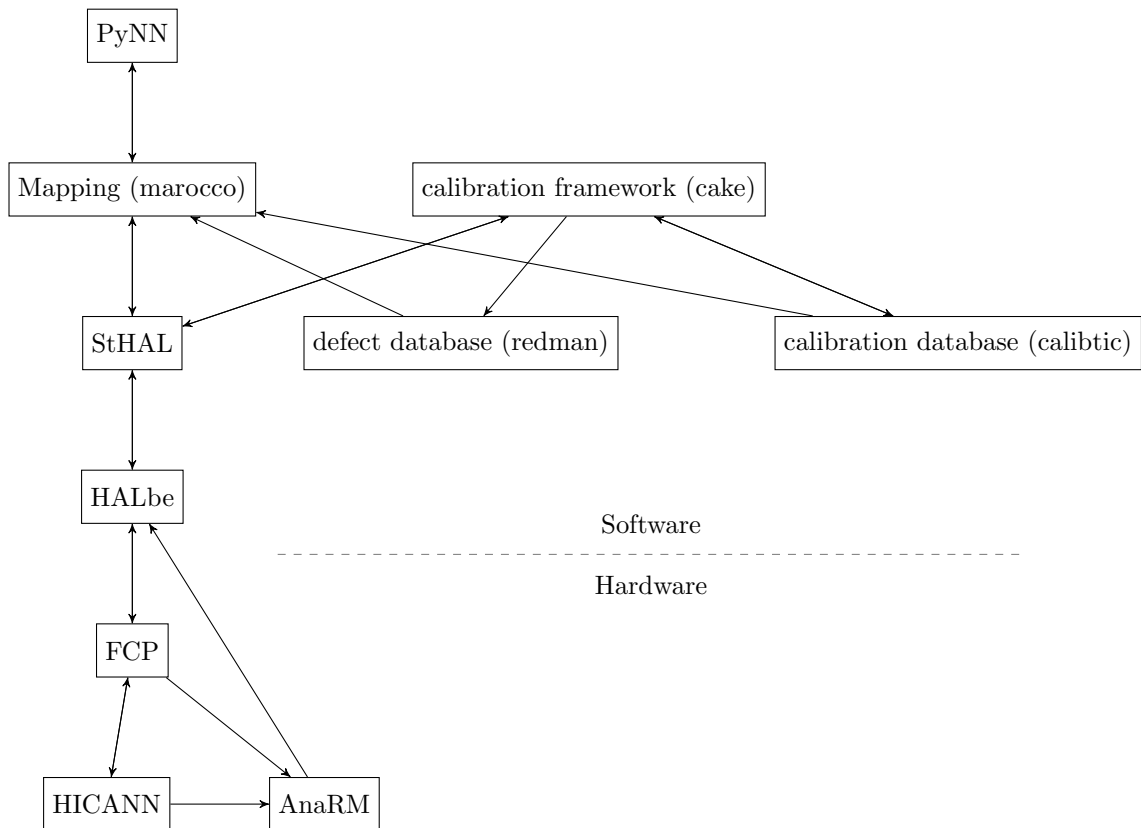 PyNN
Mapping (marocco)
calibration framework (cake)
StHAL
defect database (redman)
calibration database (calibtic)
HALbe
Software
Hardware
FCP
HICANN
AnaRM